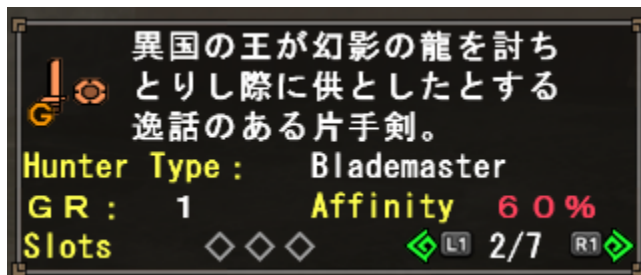 異国の王が幻影の龍を討ち
とりし際に供としたとする
逸話のある片手剣。
G
Hunter Type : Blademaster
GR : 1 Affinity 60%
Slots ◇◇◇ L1 2/7 R1